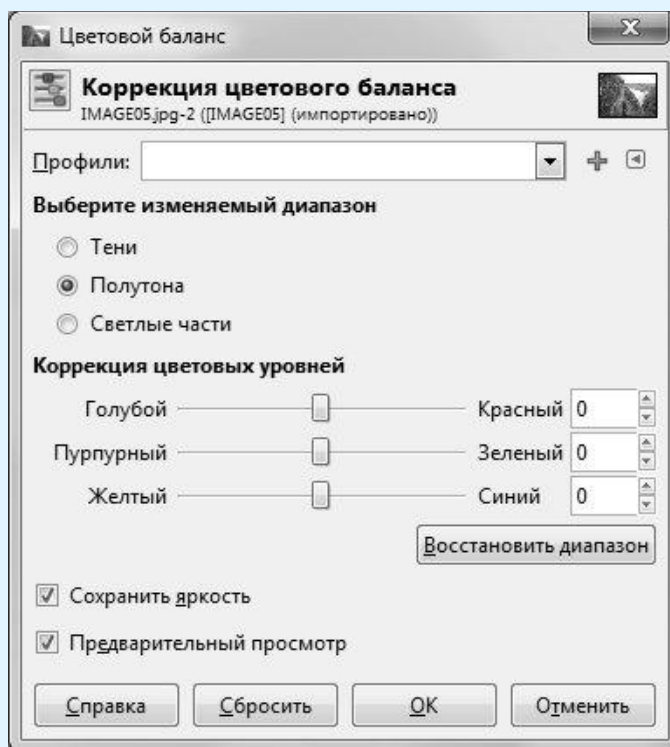 Цветовой баланс
Коррекция цветового баланса
IMAGE05.jpg-2 ([IMAGE05] (импортировано))
Профили:
Выберите изменяемый диапазон
Тени
Полутона
Светлые части
Коррекция цветовых уровней
Голубой Красный 0
Пурпурный Зеленый 0
Желтый Синий 0
Восстановить диапазон
Сохранить яркость
Предварительный просмотр
Справка Сбросить OK Отменить